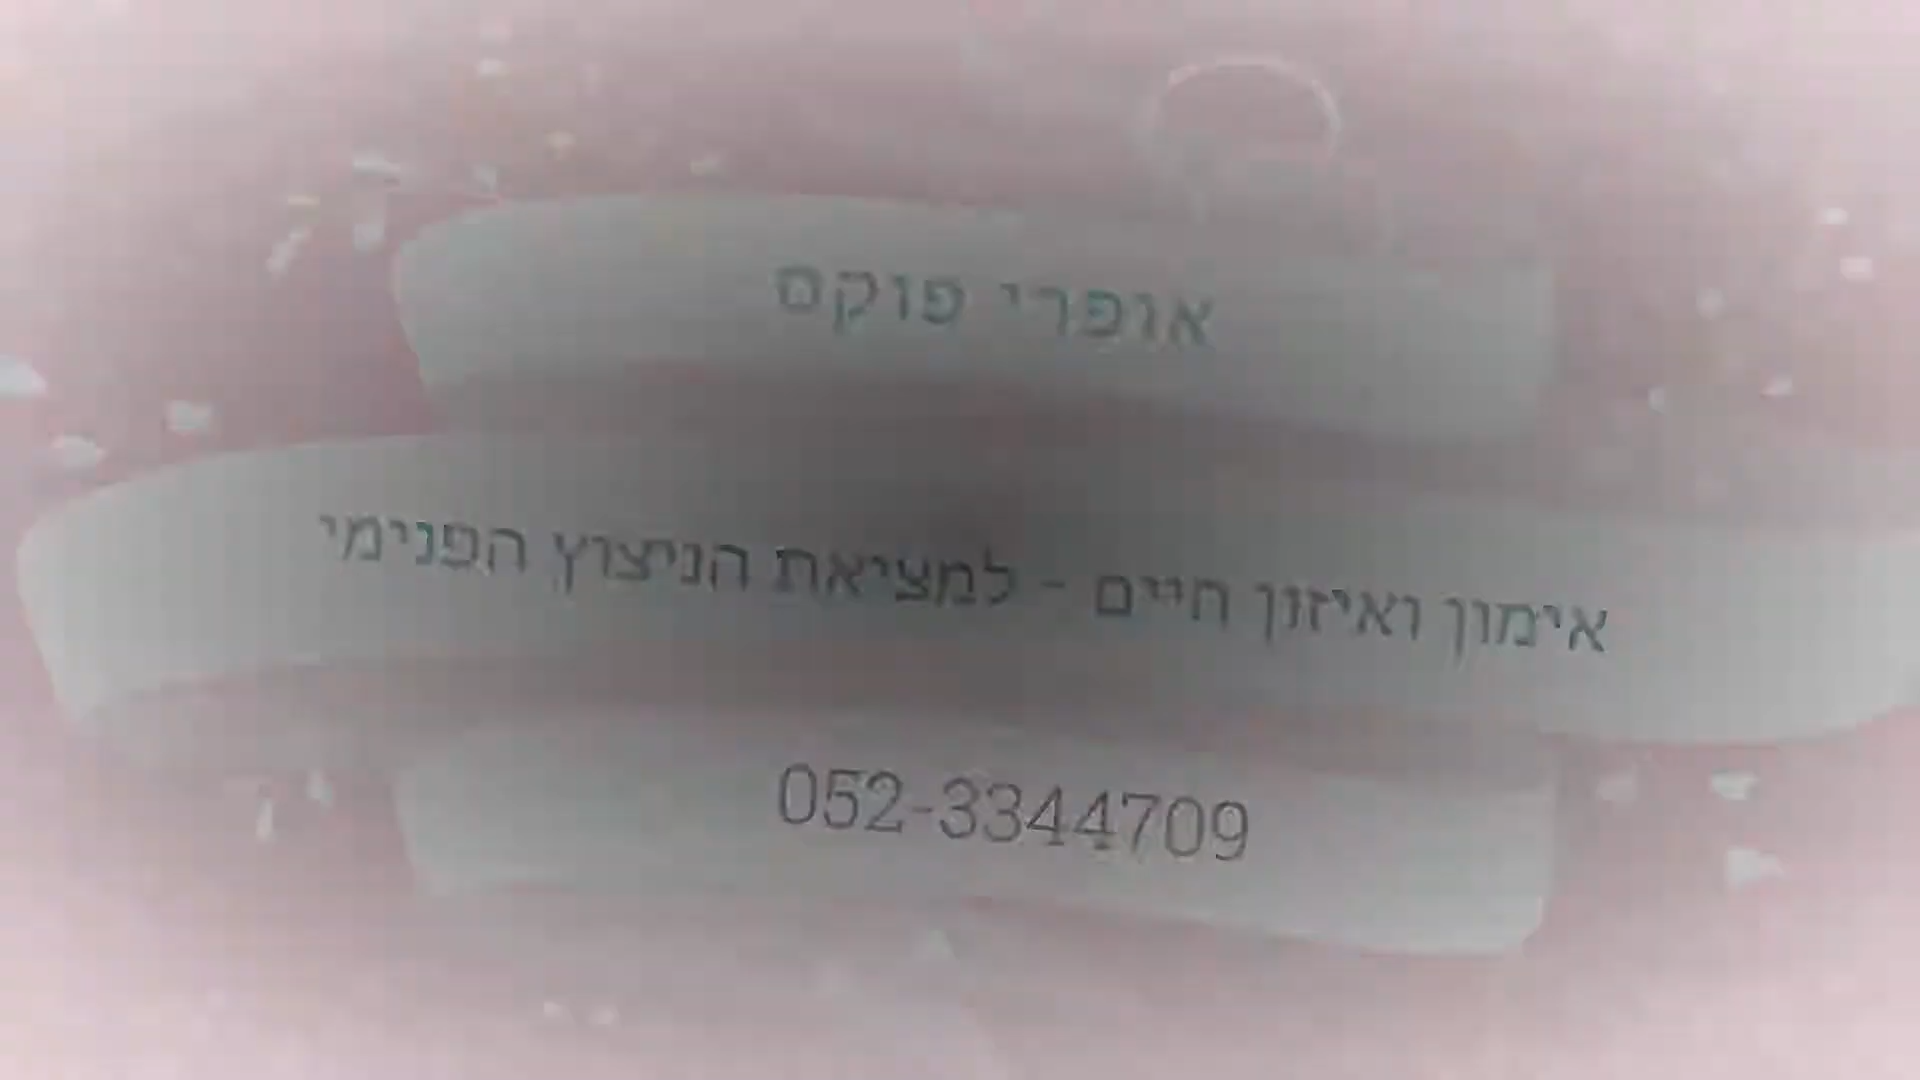 אופרי פוקס
אימון ואיזון חיים - למציאת הניצוץ הפנימי
052-3344709